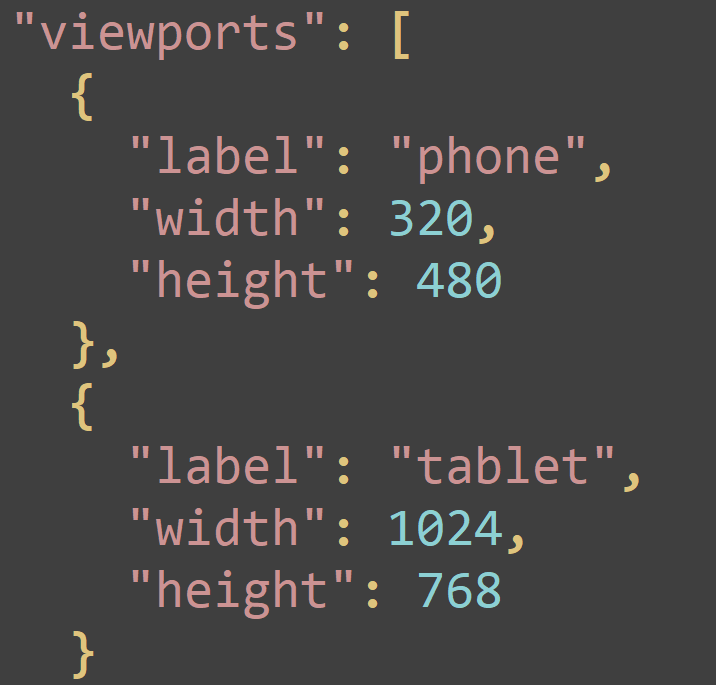 "viewports": [
  {
    "label": "phone",
    "width": 320,
    "height": 480
  },
  {
    "label": "tablet",
    "width": 1024,
    "height": 768
  }